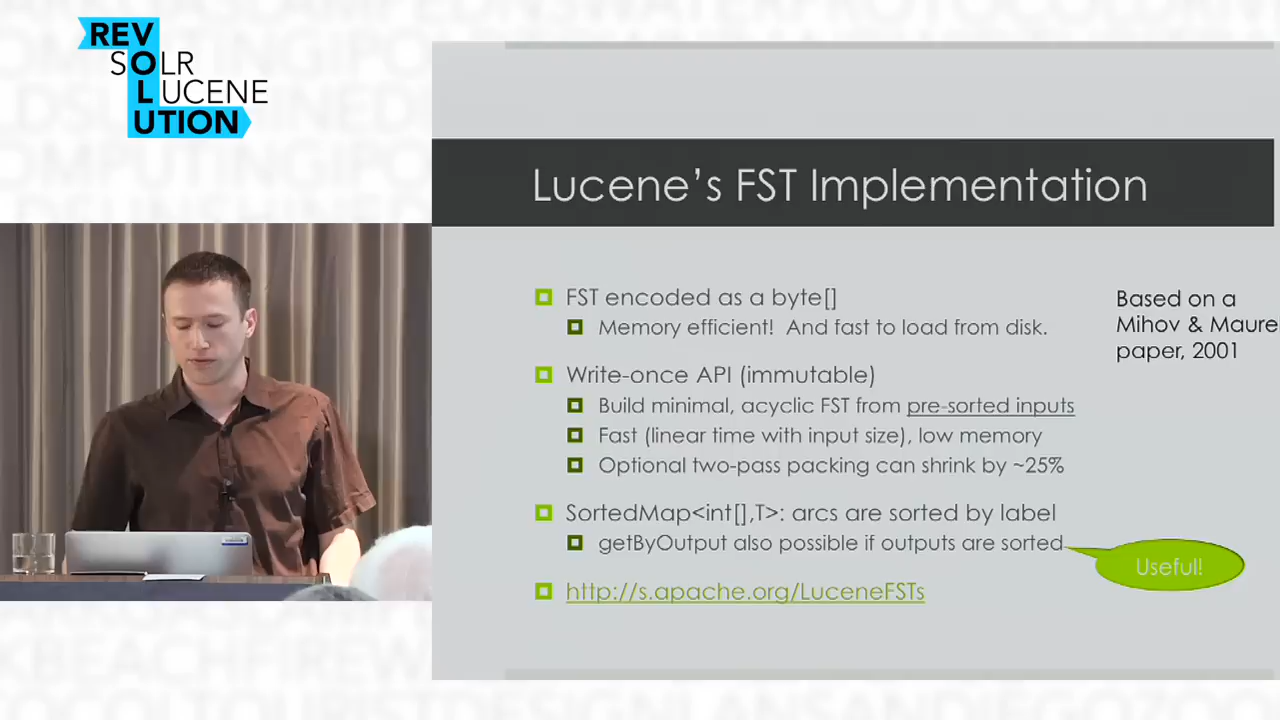 REV
SOLR
LUCENE
UTION
Lucene's FST Implementation
FST encoded as a byte[]
Memory efficient! And fast to load from disk.
Based on a
Mihov & Maure
paper, 2001
Write-once API (immutable)
Build minimal, acyclic FST from pre-sorted inputs
Fast (linear time with input size), low memory
Optional two-pass packing can shrink by ~25%
SortedMap<int[],T>: arcs are sorted by label
getByOutput also possible if outputs are sorted
Useful!
http://s.apache.org/LuceneFSTs